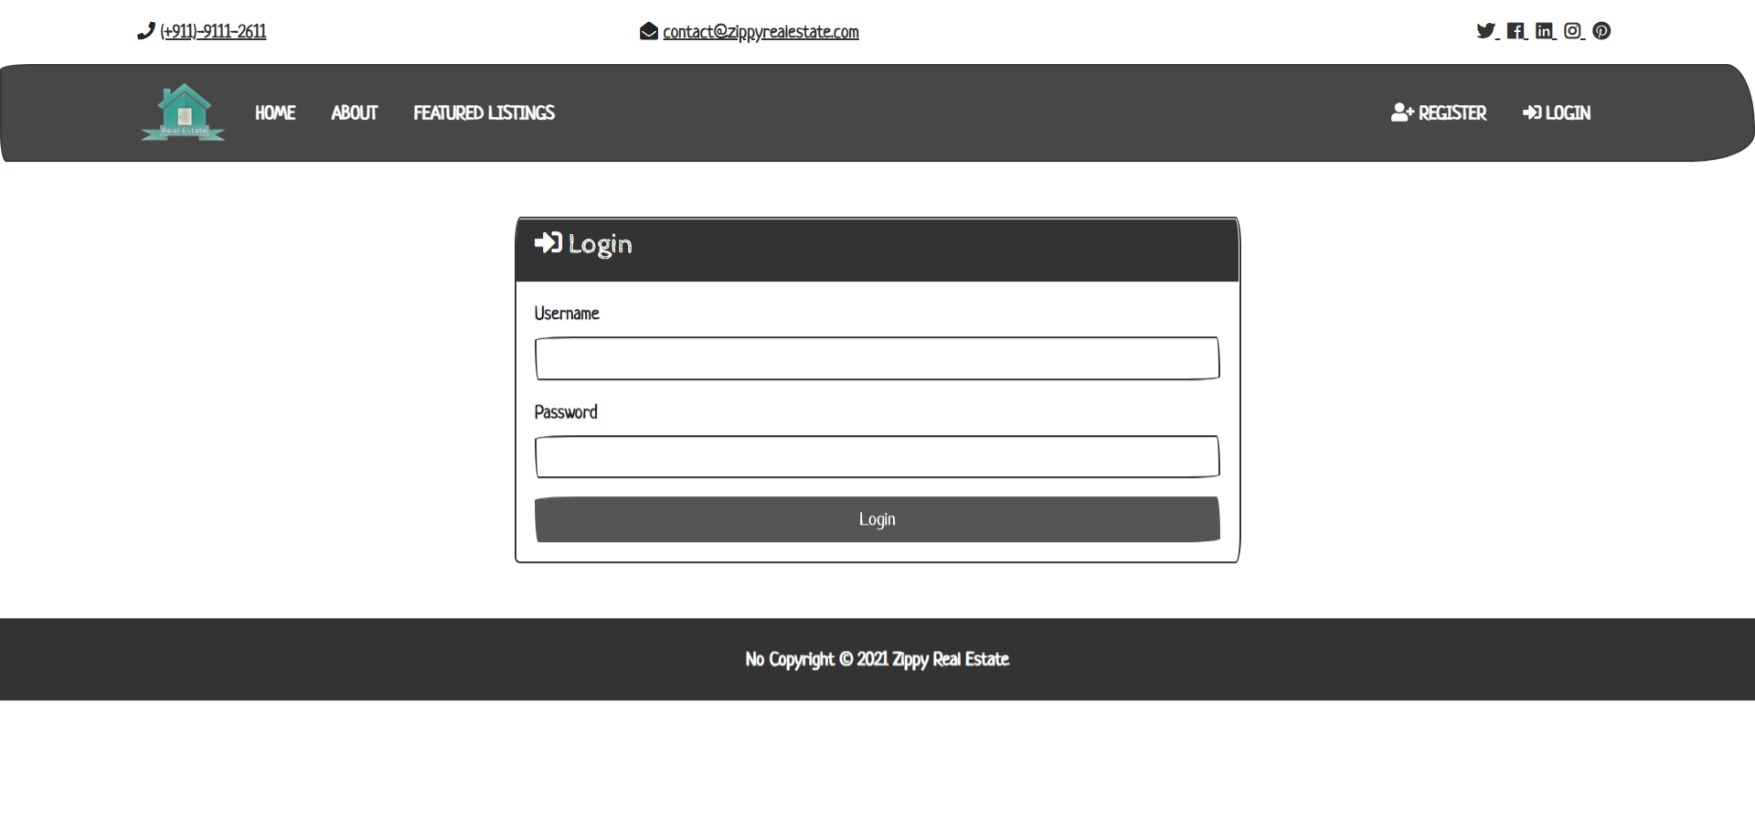 (+911)-9111-2611
contact@zippyrealestate.com
Real Estate
HOME
ABOUT
FEATURED LISTINGS
REGISTER
LOGIN
Login
Username
Password
Login
No Copyright © 2021 Zippy Real Estate